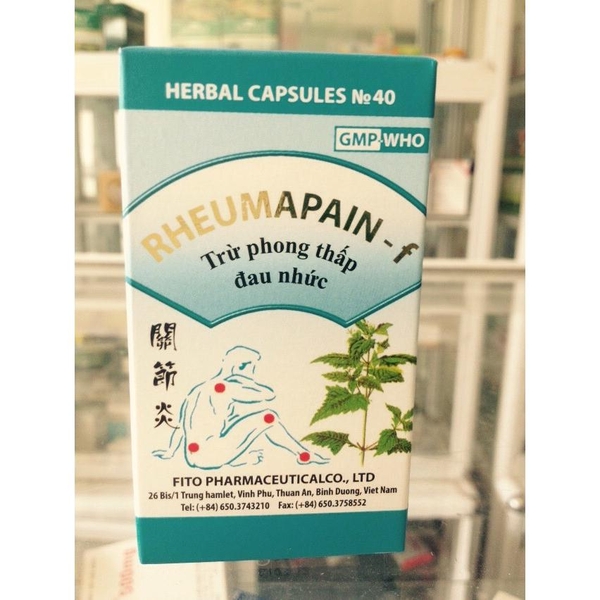 HERBAL CAPSULES №40
GMP-WHO
RHEUMAPAIN-f
Trừ phong thấp
đau nhức
關節炎
FITO PHARMACEUTICALCO., LTD
26 Bis/1 Trung hamlet, Vinh Phu, Thuan An, Binh Duong, Viet Nam
Tel: (+84) 650.3743210 Fax: (+84) 650.3758552